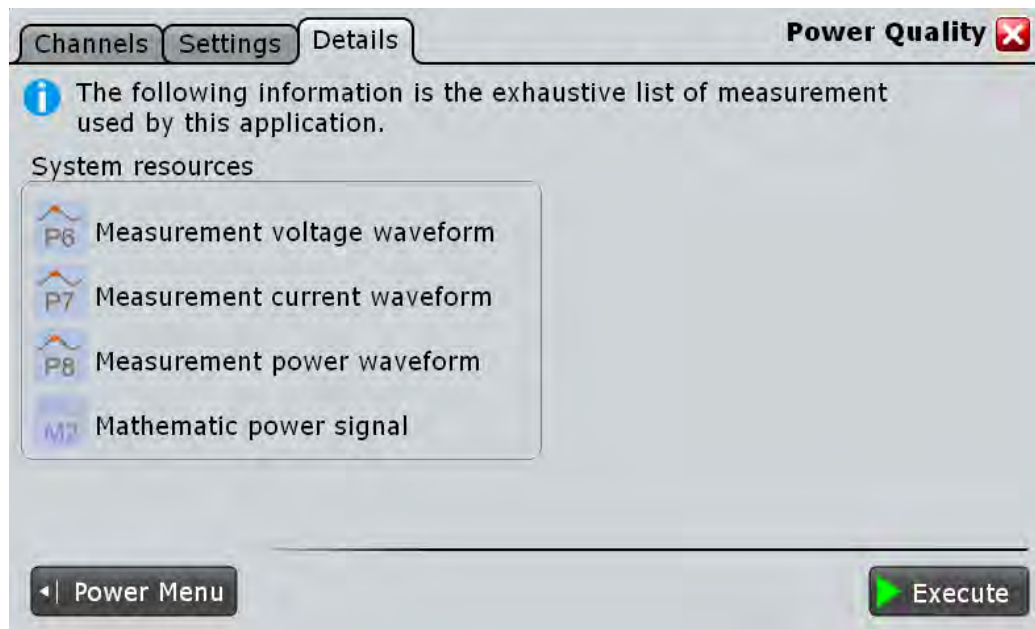 Channels Settings Details Power Quality
The following information is the exhaustive list of measurement
used by this application.
System resources
P6 Measurement voltage waveform
P7 Measurement current waveform
P8 Measurement power waveform
M2 Mathematic power signal
Power Menu Execute